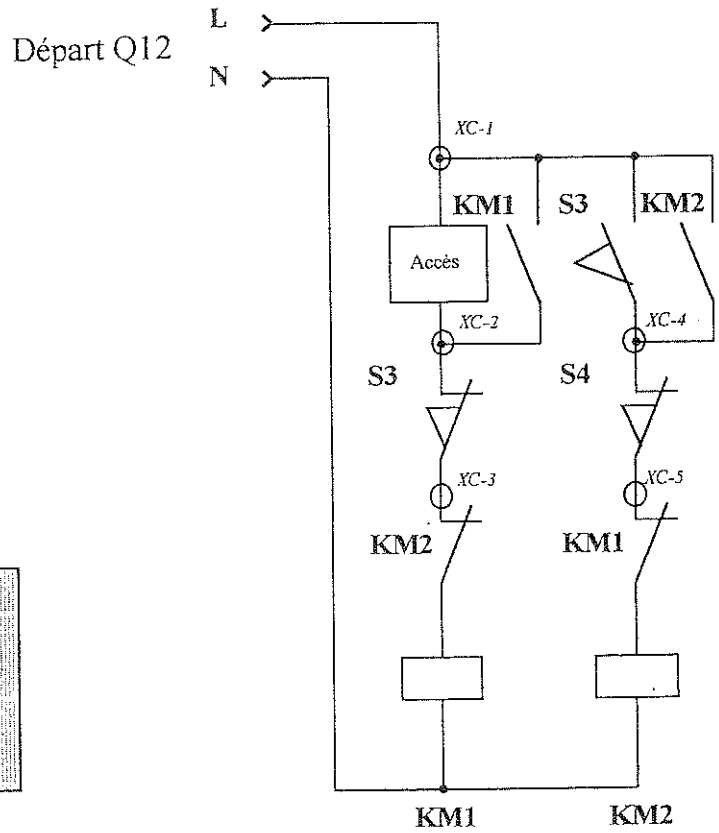 L
Départ Q12
N
XC-1
KM1 S3 KM2
Accès
XC-2 XC-4
S3 S4
XC-3 XC-5
KM2 KM1
KM1 KM2